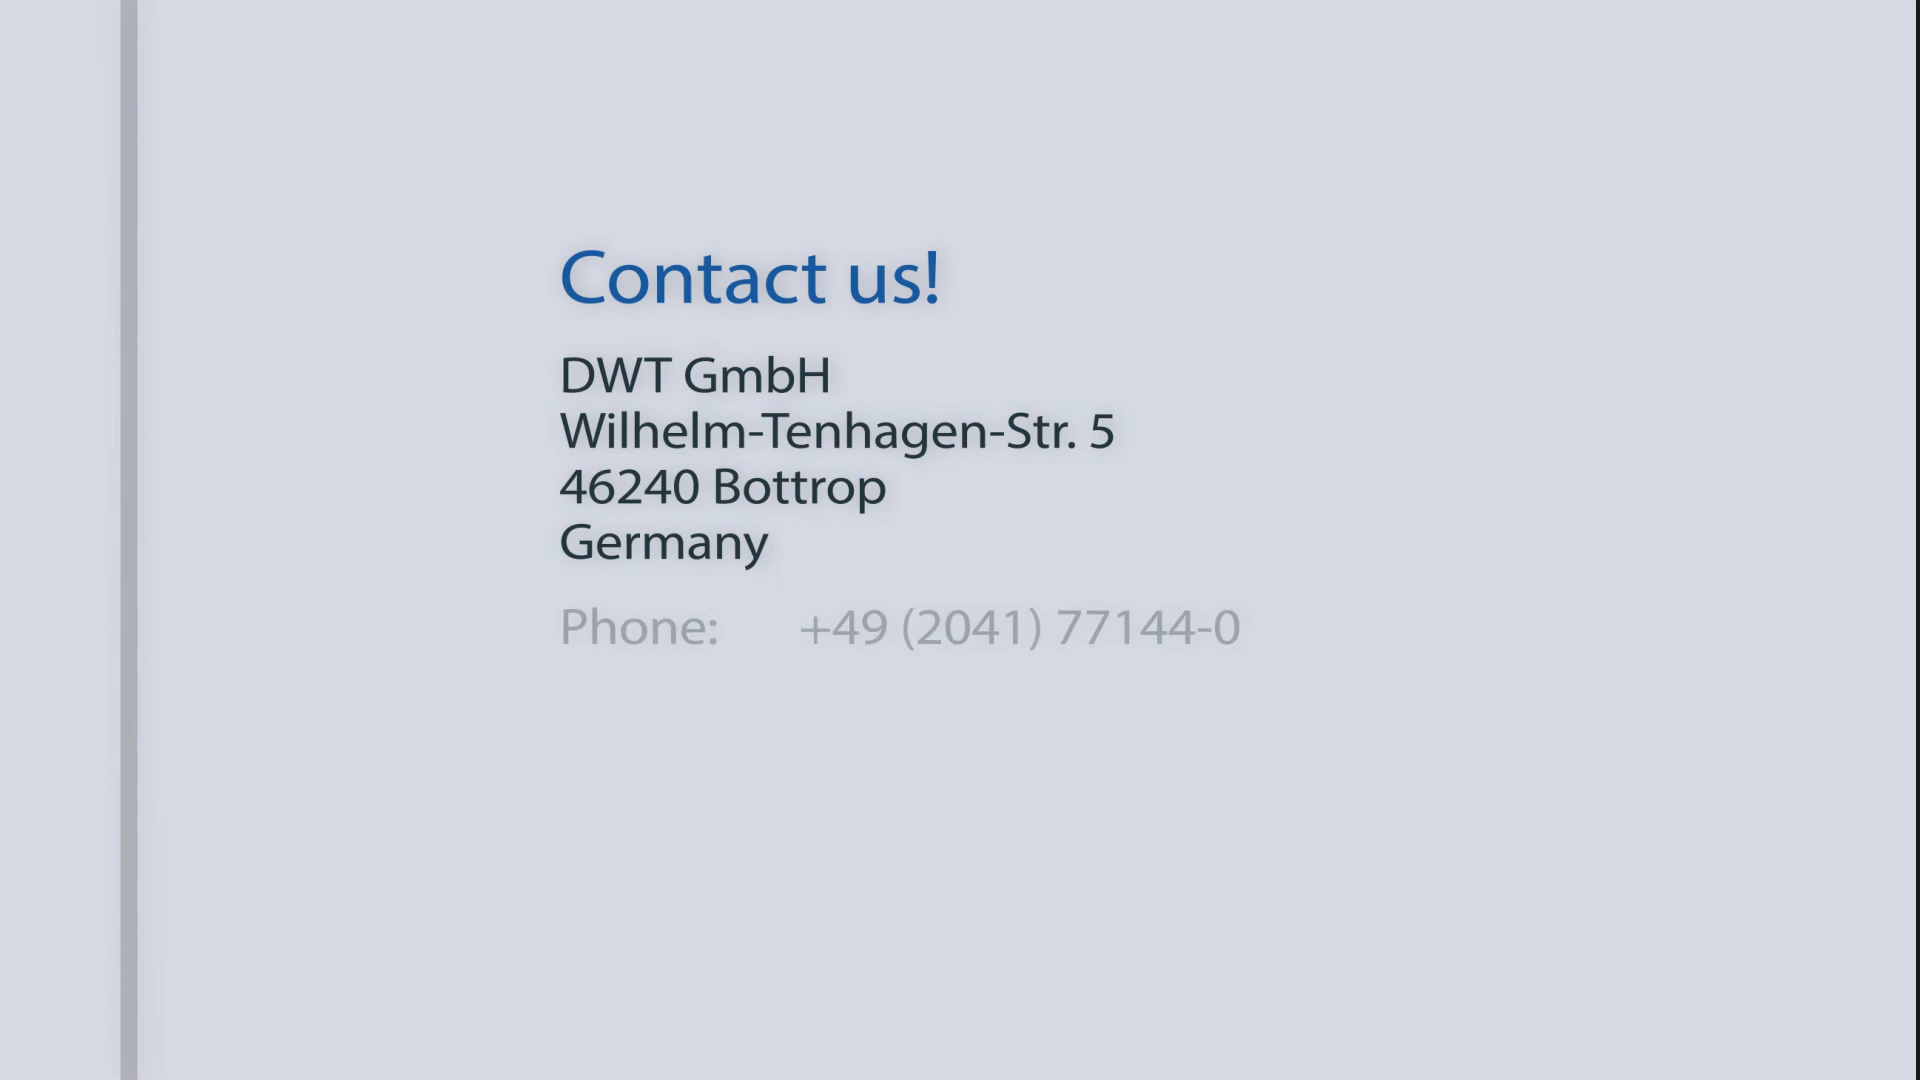 Contact us!
DWT GmbH
Wilhelm-Tenhagen-Str. 5
46240 Bottrop
Germany
Phone: +49 (2041) 77144-0